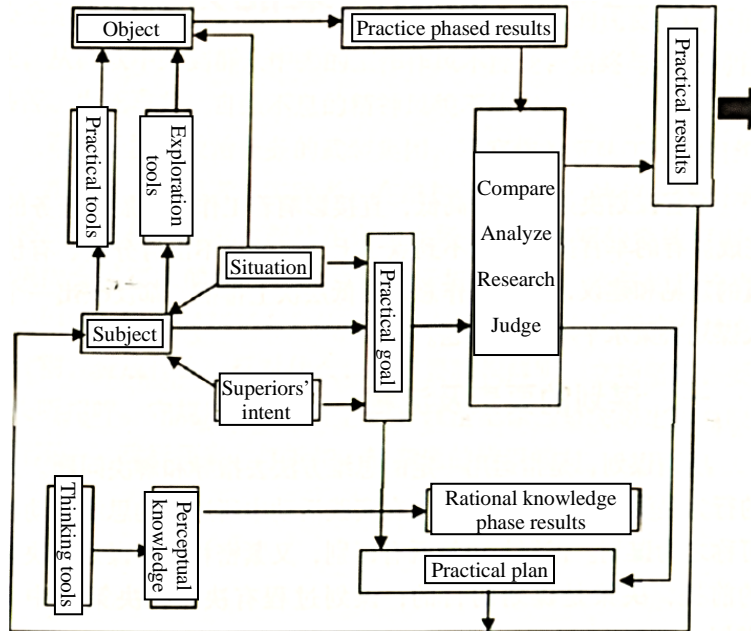 Object
Practice phased results
Practical results
Practical tools
Exploration
tools
Compare
Analyze
Research
Judge
Situation
Practical goal
Subject
Superiors'
intent
Thinking tools
Perceptual
knowledge
Rational knowledge
phase results
Practical plan